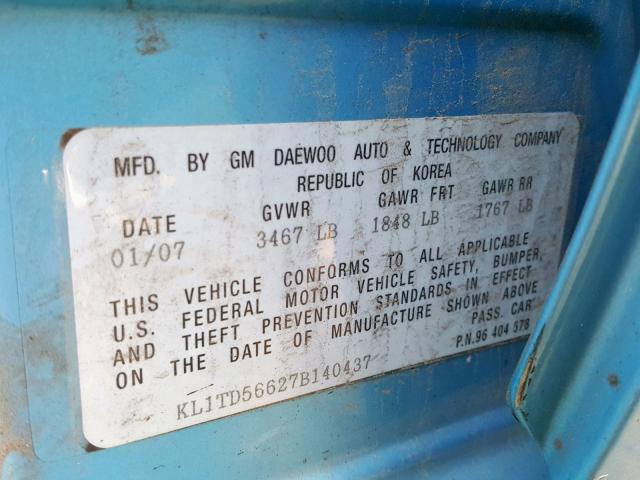 MFD. BY GM DAEWOO AUTO & TECHNOLOGY COMPANY
REPUBLIC OF KOREA
DATE GVWR GAWR FRT GAWR RR
01/07 3467 LB 1848 LB 1767 LB
THIS VEHICLE CONFORMS TO ALL APPLICABLE
U.S. FEDERAL MOTOR VEHICLE SAFETY, BUMPER,
AND THEFT PREVENTION STANDARDS IN EFFECT
ON THE DATE OF MANUFACTURE SHOWN ABOVE
PASS. CAR
KL1TD56627B140437 P.N.96 404 578